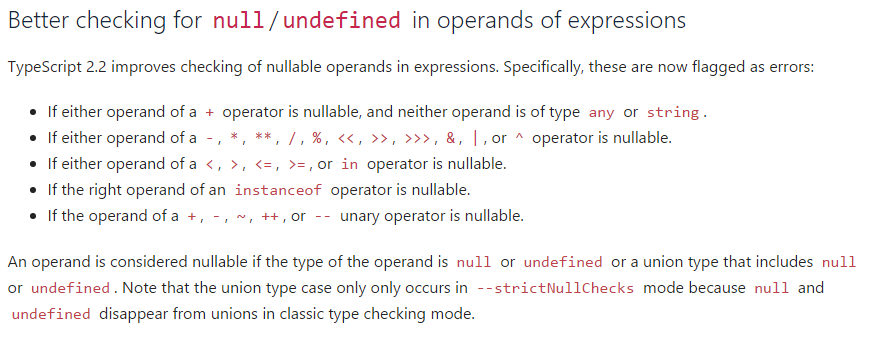 Better checking for null/undefined in operands of expressions
TypeScript 2.2 improves checking of nullable operands in expressions. Specifically, these are now flagged as errors:
• If either operand of a + operator is nullable, and neither operand is of type any or string.
• If either operand of a -, *, **, /, %, <<, >>, >>>, &, |, or ^ operator is nullable.
• If either operand of a <, >, <=, >=, or in operator is nullable.
• If the right operand of an instanceof operator is nullable.
• If the operand of a +, -, ~, ++, or -- unary operator is nullable.
An operand is considered nullable if the type of the operand is null or undefined or a union type that includes null
or undefined. Note that the union type case only only occurs in --strictNullChecks mode because null and
undefined disappear from unions in classic type checking mode.